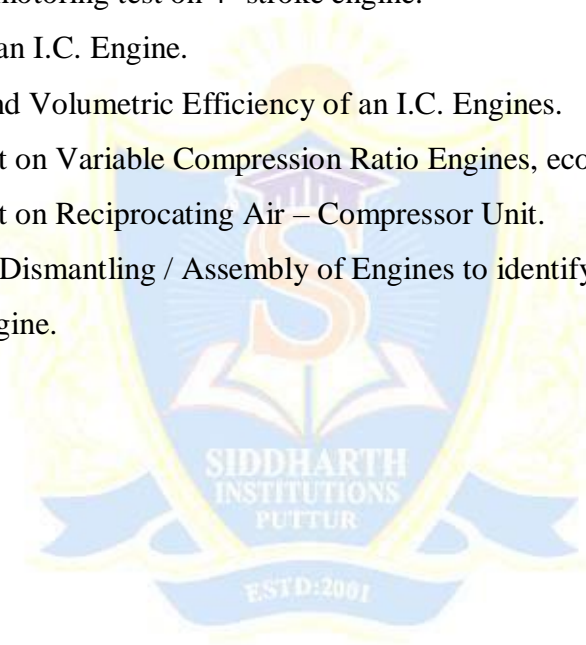 motoring test on 4- stroke engine.
an I.C. Engine.
nd Volumetric Efficiency of an I.C. Engines.
t on Variable Compression Ratio Engines, eco
t on Reciprocating Air – Compressor Unit.
Dismantling / Assembly of Engines to identify
gine.
S
SIDDHARTH
INSTITUTIONS
PUTTUR
ESTD:2001